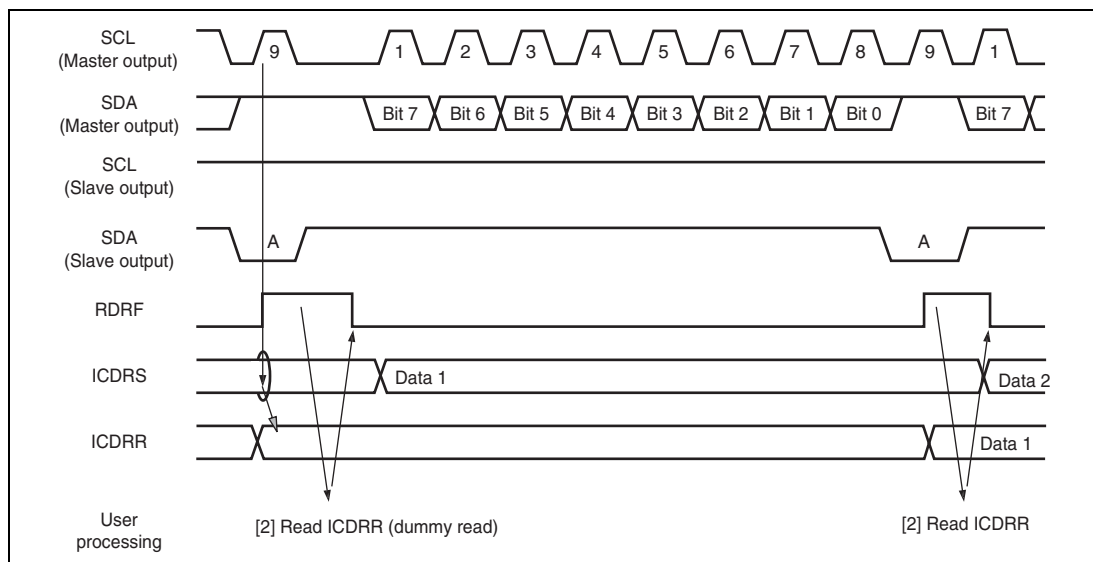 SCL
(Master output)
9 1 2 3 4 5 6 7 8 9 1
SDA
(Master output)
Bit 7 Bit 6 Bit 5 Bit 4 Bit 3 Bit 2 Bit 1 Bit 0 Bit 7
SCL
(Slave output)
SDA
(Slave output)
A A
RDRF
ICDRS
Data 1 Data 2
ICDRR
Data 1
User
processing
[2] Read ICDRR (dummy read) [2] Read ICDRR